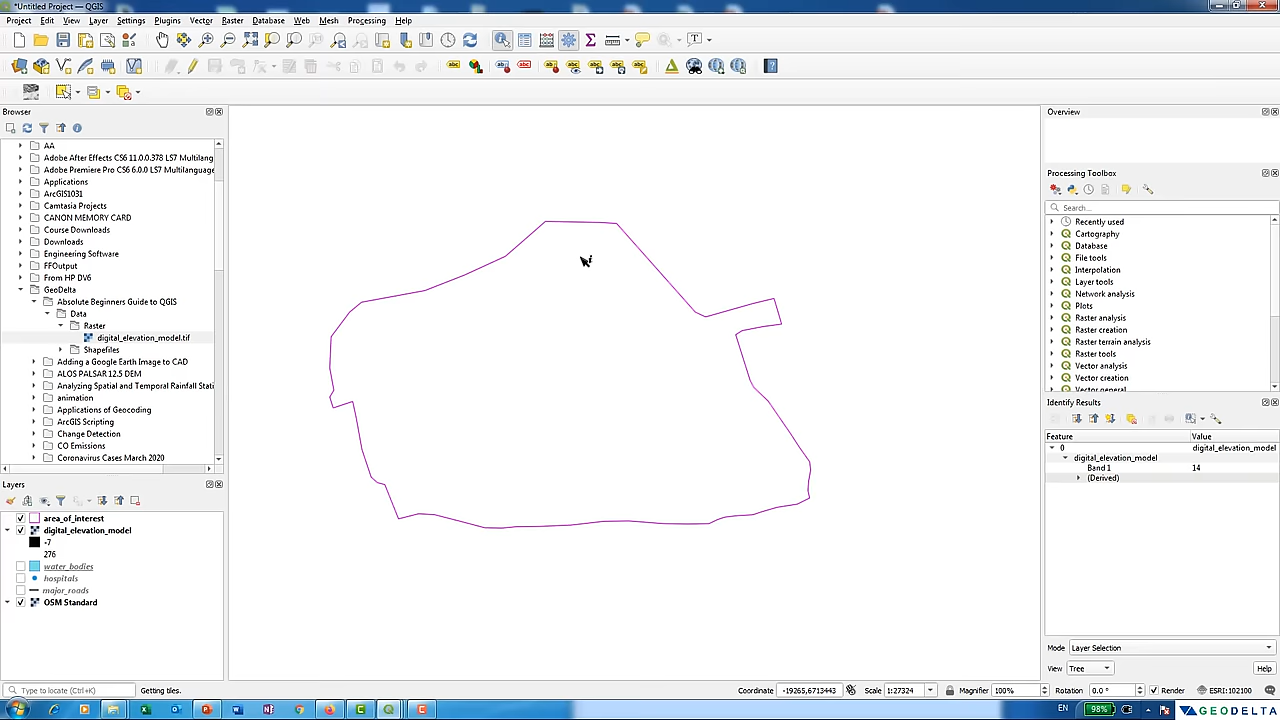 *Untitled Project — QGIS
Project Edit View Layer Settings Plugins Vector Raster Database Web Mesh Processing Help
Browser
AA
Adobe After Effects CS6 11.0.0.378 LS7 Multilang
Adobe Premiere Pro CS6 6.0.0 LS7 Multilanguage
Applications
ArcGIS1031
Camtasia Projects
CANON MEMORY CARD
Course Downloads
Downloads
Engineering Software
FFOutput
From HP DV6
GeoDelta
Absolute Beginners Guide to QGIS
Data
Raster
digital_elevation_model.tif
Shapefiles
Adding a Google Earth Image to CAD
ALOS PALSAR 12.5 DEM
Analyzing Spatial and Temporal Rainfall Stati
animation
Applications of Geocoding
ArcGIS Scripting
Change Detection
CO Emissions
Coronavirus Cases March 2020
Layers
area_of_interest
digital_elevation_model
-7
276
water_bodies
hospitals
major_roads
OSM Standard
Overview
Processing Toolbox
Search...
Recently used
Cartography
Database
File tools
Interpolation
Layer tools
Network analysis
Plots
Raster analysis
Raster creation
Raster terrain analysis
Raster tools
Vector analysis
Vector creation
Vector general
Identify Results
Feature Value
0 digital_elevation_model
digital_elevation_model
Band 1 14
(Derived)
Mode Layer Selection
View Tree Help
Type to locate (Ctrl+K) Getting tiles. Coordinate -19265,6713443 Scale 1:27324 Magnifier 100% Rotation 0.0 ° Render ESRI:102100
EN 98% GEODELTA